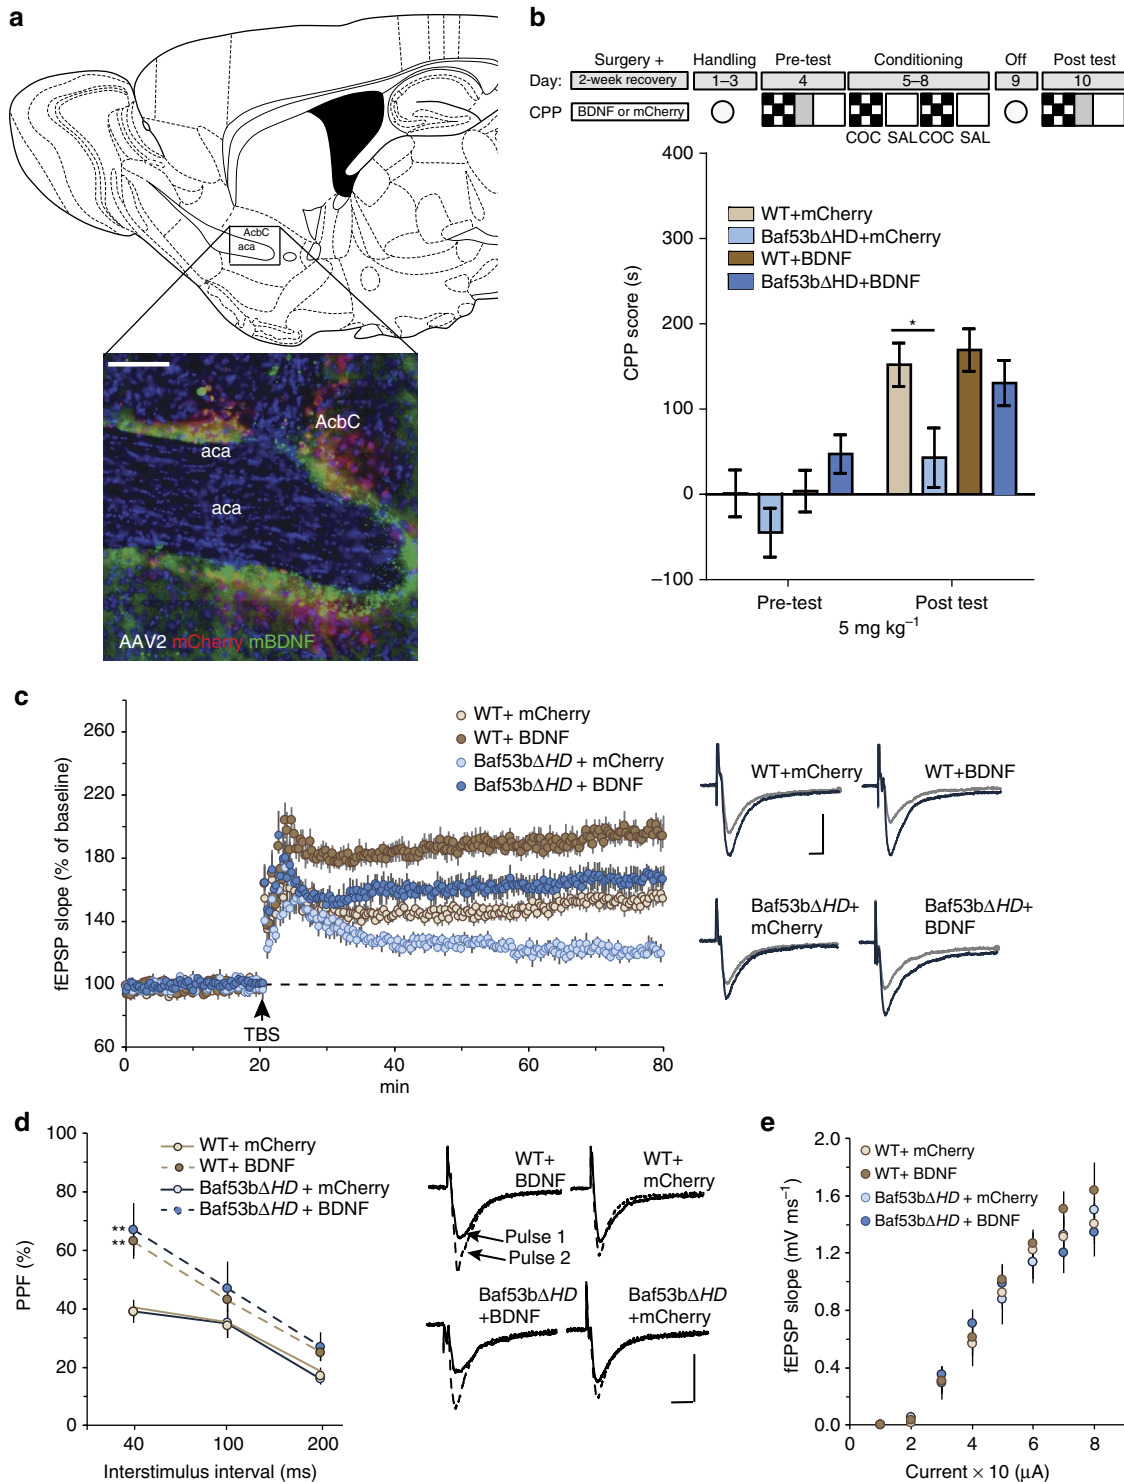 a
AcbC
aca
AcbC
aca
aca
AAV2 mCherry mBDNF
b
Surgery + Handling Pre-test Conditioning Off Post test
Day: 2-week recovery 1–3 4 5–8 9 10
CPP BDNF or mCherry
COC SAL COC SAL
400
300
200
100
0
−100
CPP score (s)
WT+mCherry
Baf53bΔHD+mCherry
WT+BDNF
Baf53bΔHD+BDNF
*
Pre-test Post test
5 mg kg⁻¹
c
260
220
180
140
100
60
fEPSP slope (% of baseline)
WT+ mCherry
WT+ BDNF
Baf53bΔHD + mCherry
Baf53bΔHD + BDNF
TBS
0 20 40 60 80
min
WT+mCherry
WT+BDNF
Baf53bΔHD+
mCherry
Baf53bΔHD+
BDNF
d
100
80
60
40
20
0
PPF (%)
WT+ mCherry
WT+ BDNF
Baf53bΔHD + mCherry
Baf53bΔHD + BDNF
**
**
40 100 200
Interstimulus interval (ms)
WT+
BDNF
WT+
mCherry
Pulse 1
Pulse 2
Baf53bΔHD
+BDNF
Baf53bΔHD
+mCherry
e
2.0
1.6
1.2
0.8
0.4
0.0
fEPSP slope (mV ms⁻¹)
WT+ mCherry
WT+ BDNF
Baf53bΔHD + mCherry
Baf53bΔHD + BDNF
0 2 4 6 8
Current × 10 (μA)